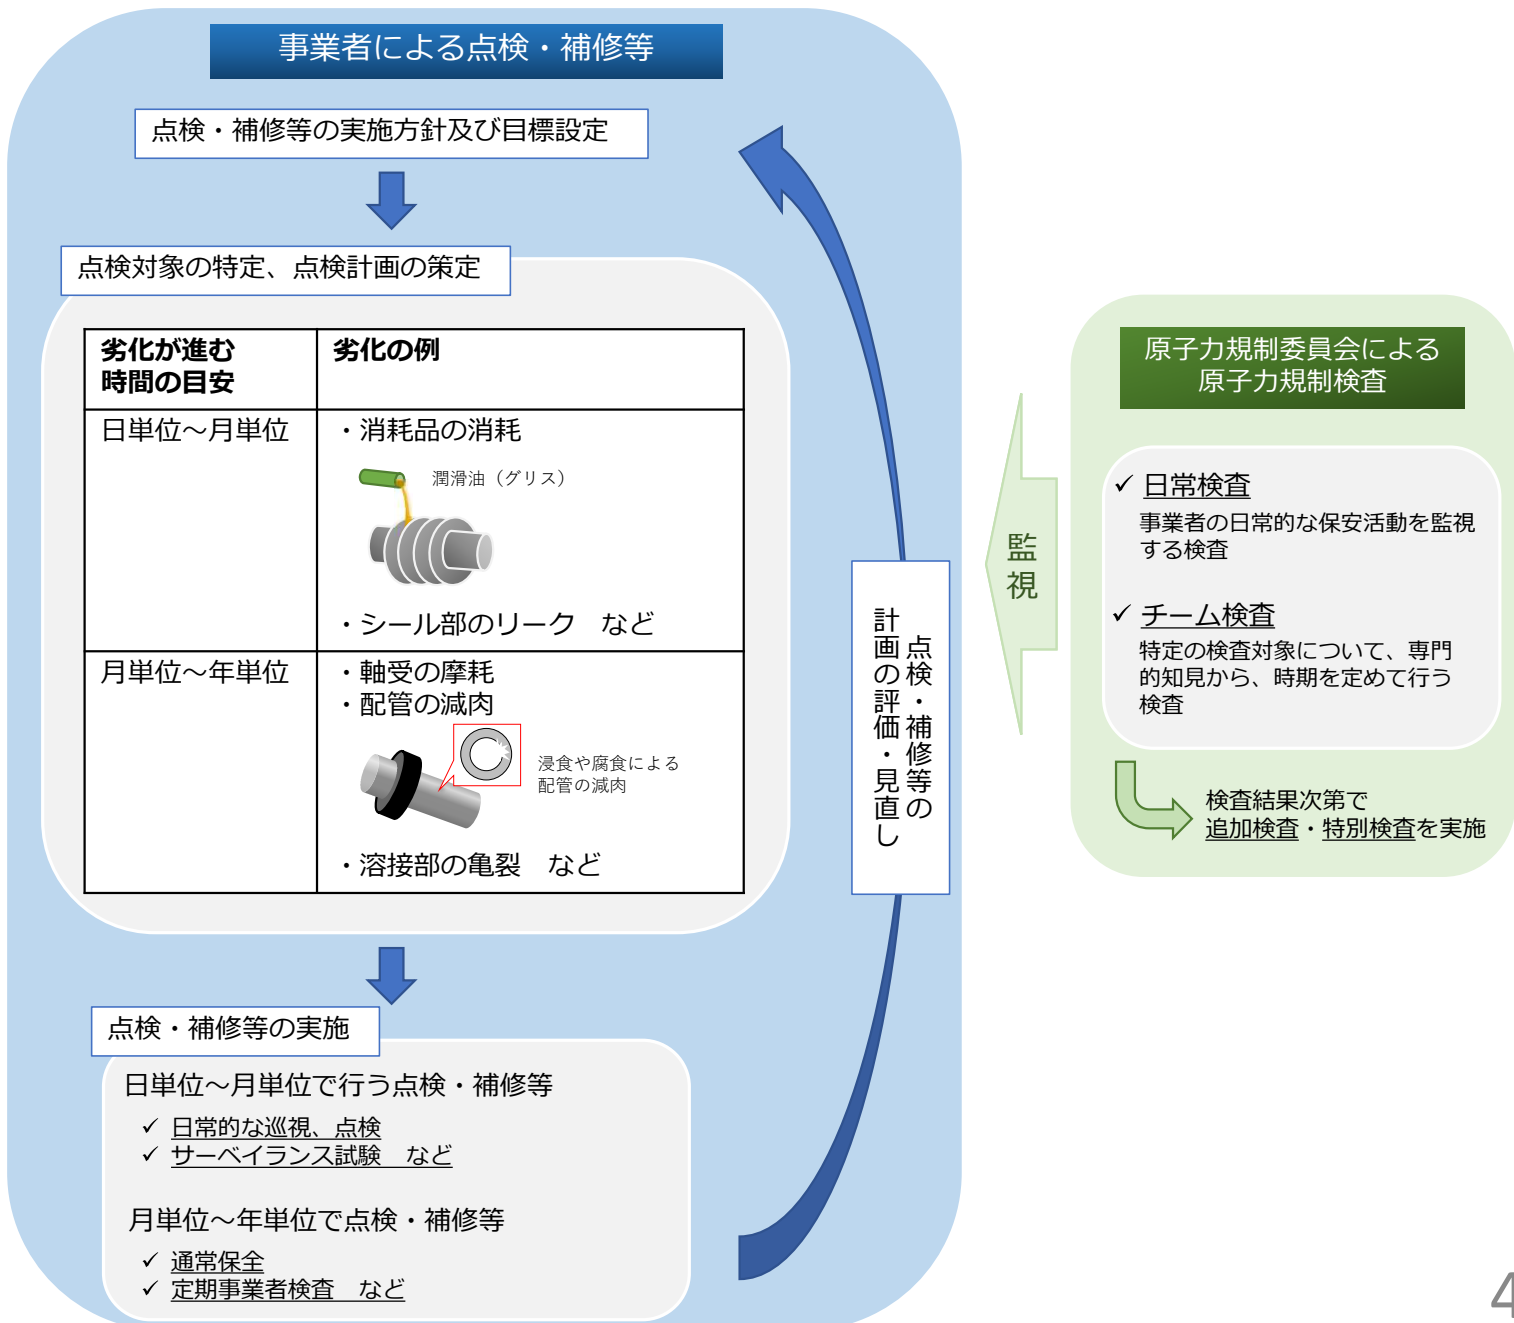 事業者による点検・補修等
点検・補修等の実施方針及び目標設定
点検対象の特定、点検計画の策定
劣化が進む
時間の目安
劣化の例
日単位～月単位
・消耗品の消耗
潤滑油（グリス）
・シール部のリーク　など
月単位～年単位
・軸受の摩耗
・配管の減肉
浸食や腐食による
配管の減肉
・溶接部の亀裂　など
点検・補修等の実施
日単位～月単位で行う点検・補修等
✓ 日常的な巡視、点検
✓ サーベイランス試験　など
月単位～年単位で点検・補修等
✓ 通常保全
✓ 定期事業者検査　など
点検・補修等の
計画の評価・見直し
監視
原子力規制委員会による
原子力規制検査
✓ 日常検査
事業者の日常的な保安活動を監視
する検査
✓ チーム検査
特定の検査対象について、専門
的知見から、時期を定めて行う
検査
検査結果次第で
追加検査・特別検査を実施
4